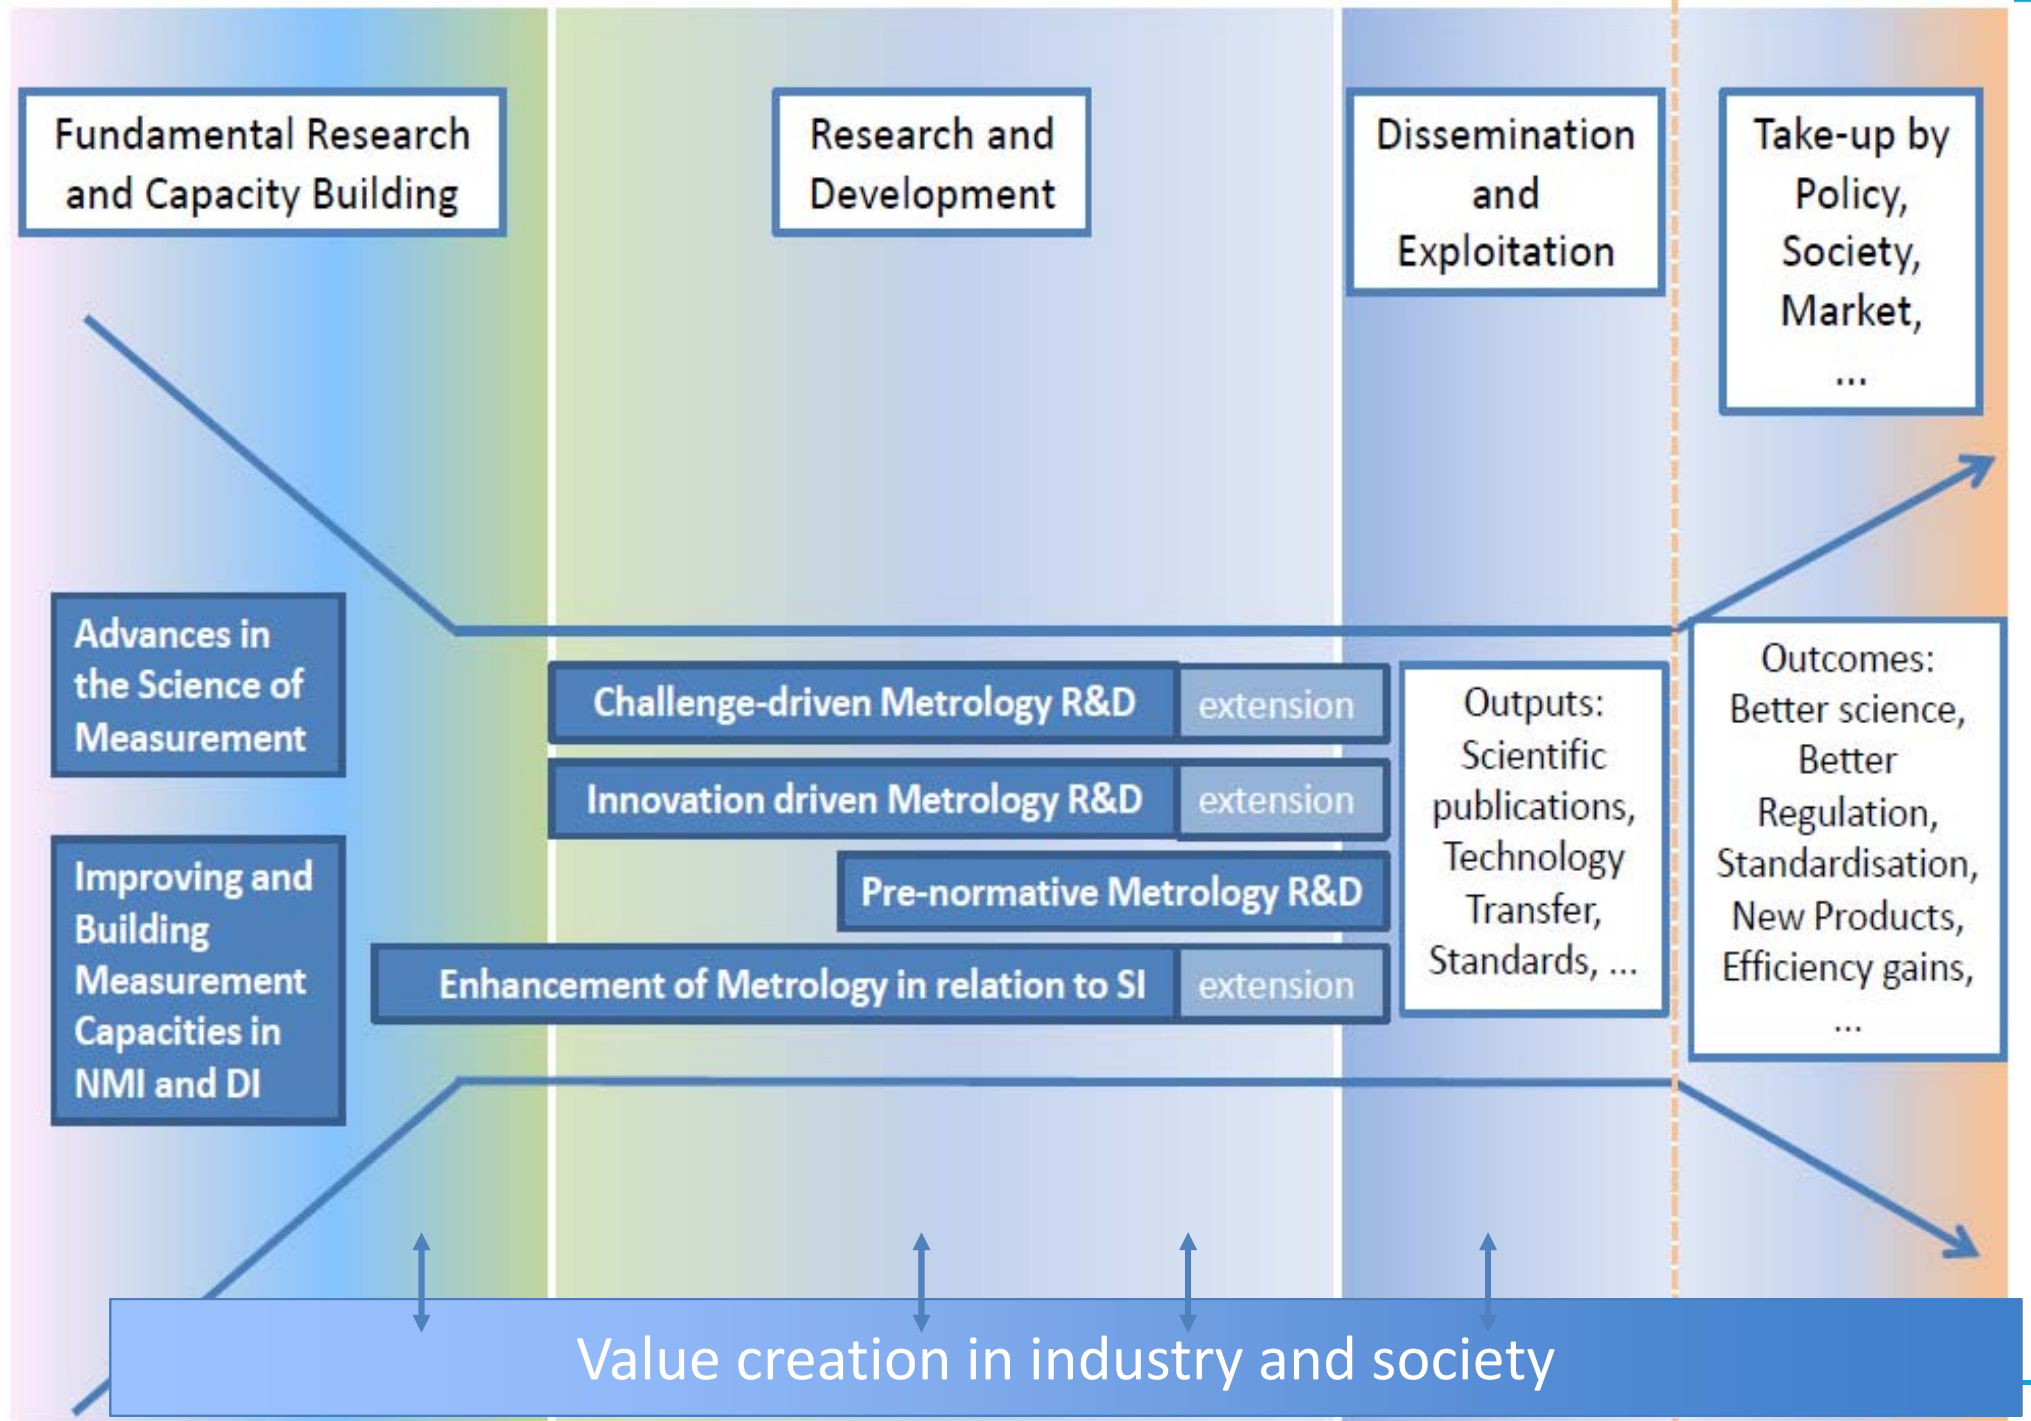 Fundamental Research
and Capacity Building
Research and
Development
Dissemination
and
Exploitation
Take-up by
Policy,
Society,
Market,
...
Advances in
the Science of
Measurement
Improving and
Building
Measurement
Capacities in
NMI and DI
Challenge-driven Metrology R&D
extension
Innovation driven Metrology R&D
extension
Pre-normative Metrology R&D
Enhancement of Metrology in relation to SI
extension
Outputs:
Scientific
publications,
Technology
Transfer,
Standards, ...
Outcomes:
Better science,
Better
Regulation,
Standardisation,
New Products,
Efficiency gains,
...
Value creation in industry and society